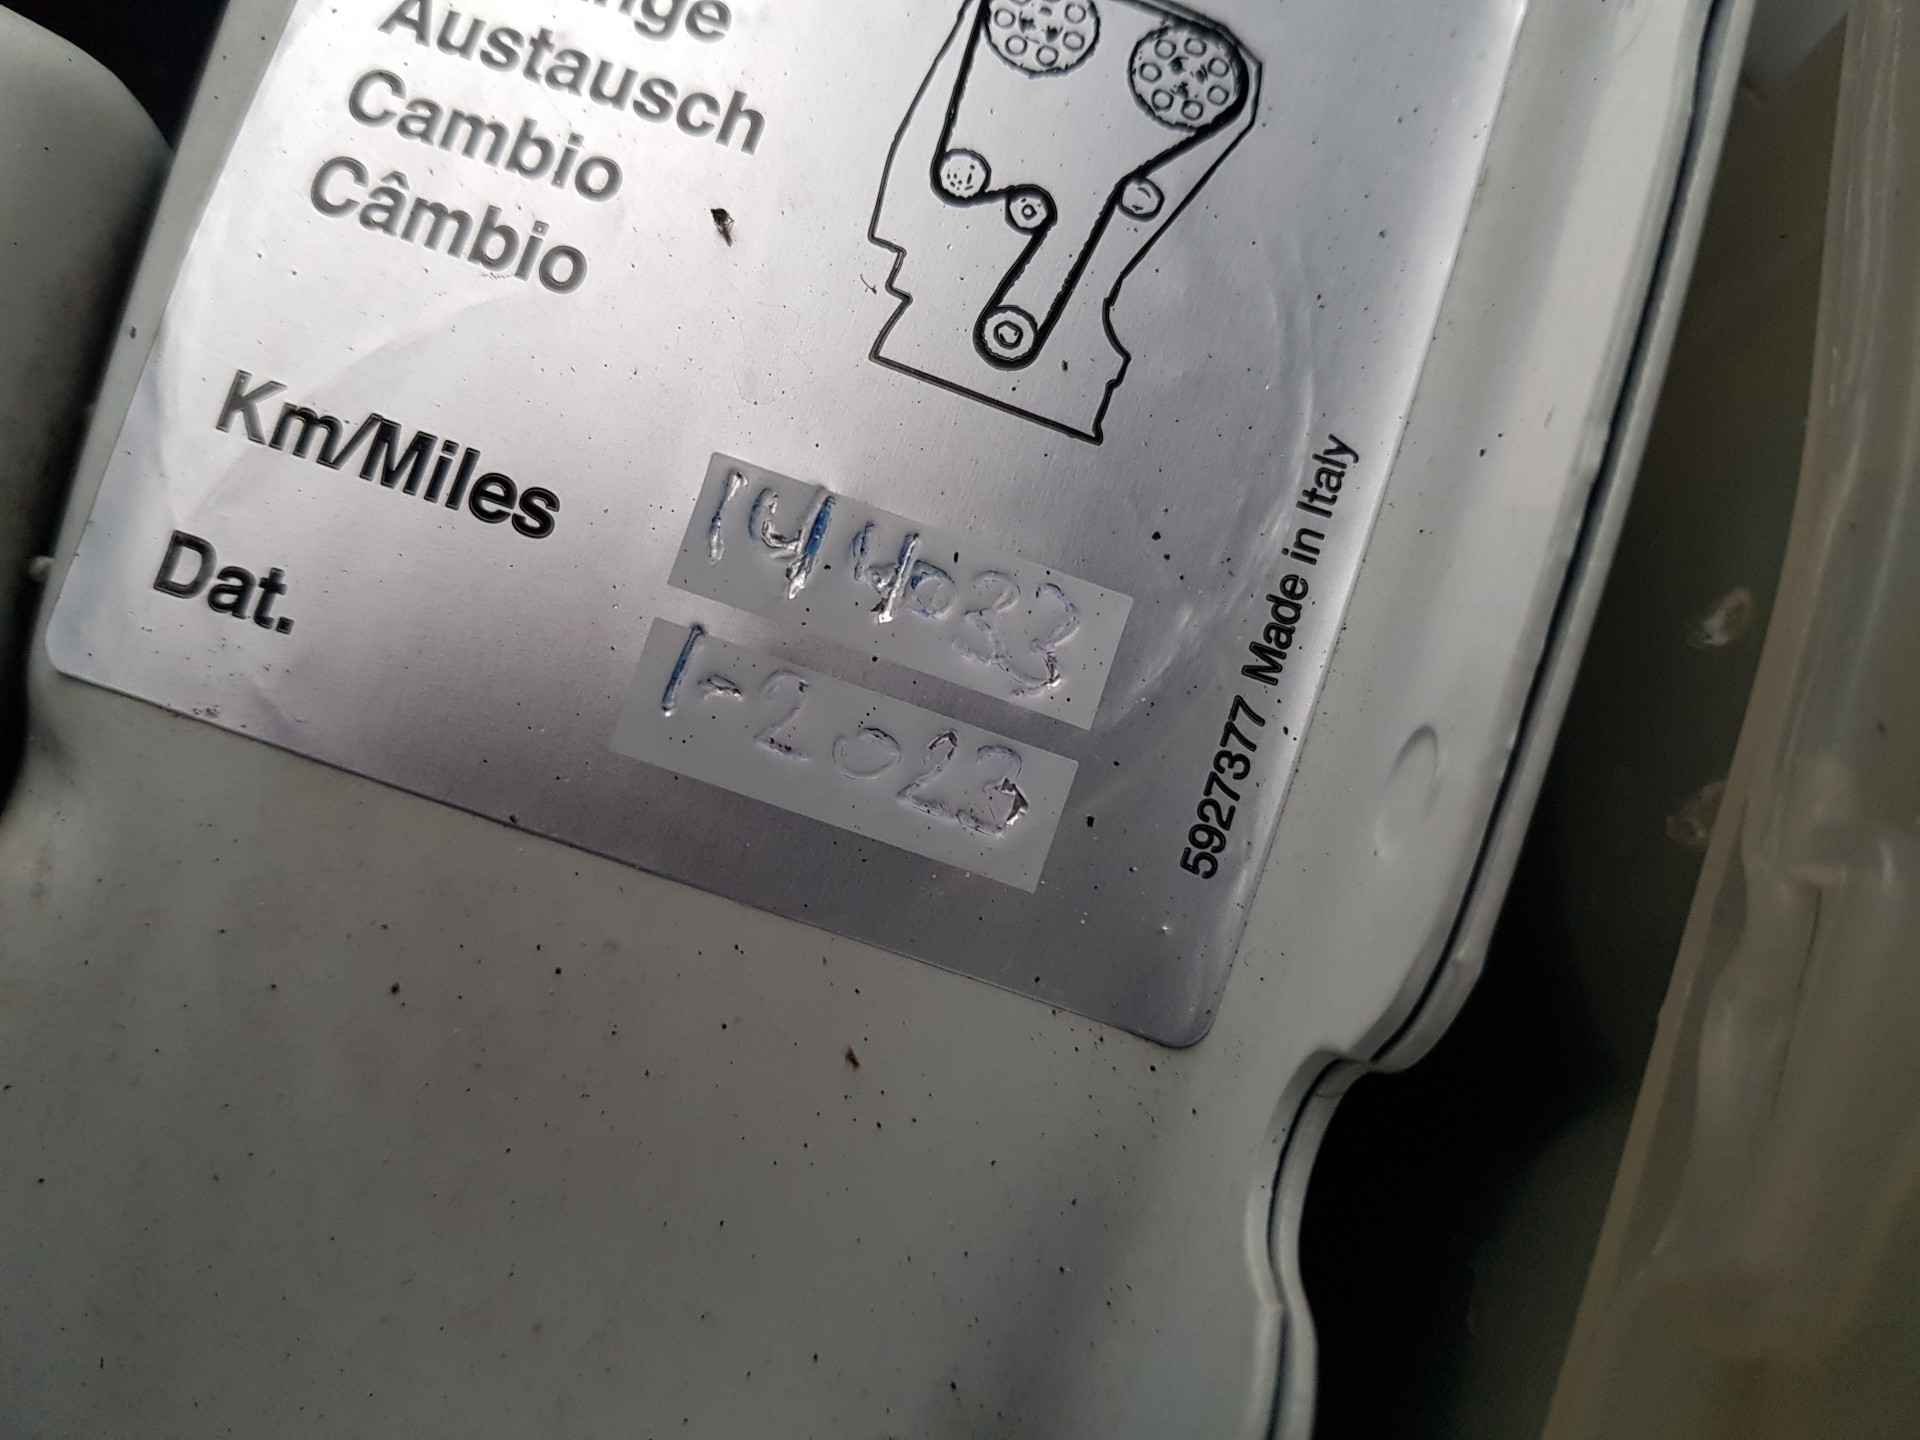 Austausch
Cambio
Câmbio
Km/Miles 144033
Dat. 1-2023
5927377 Made in Italy